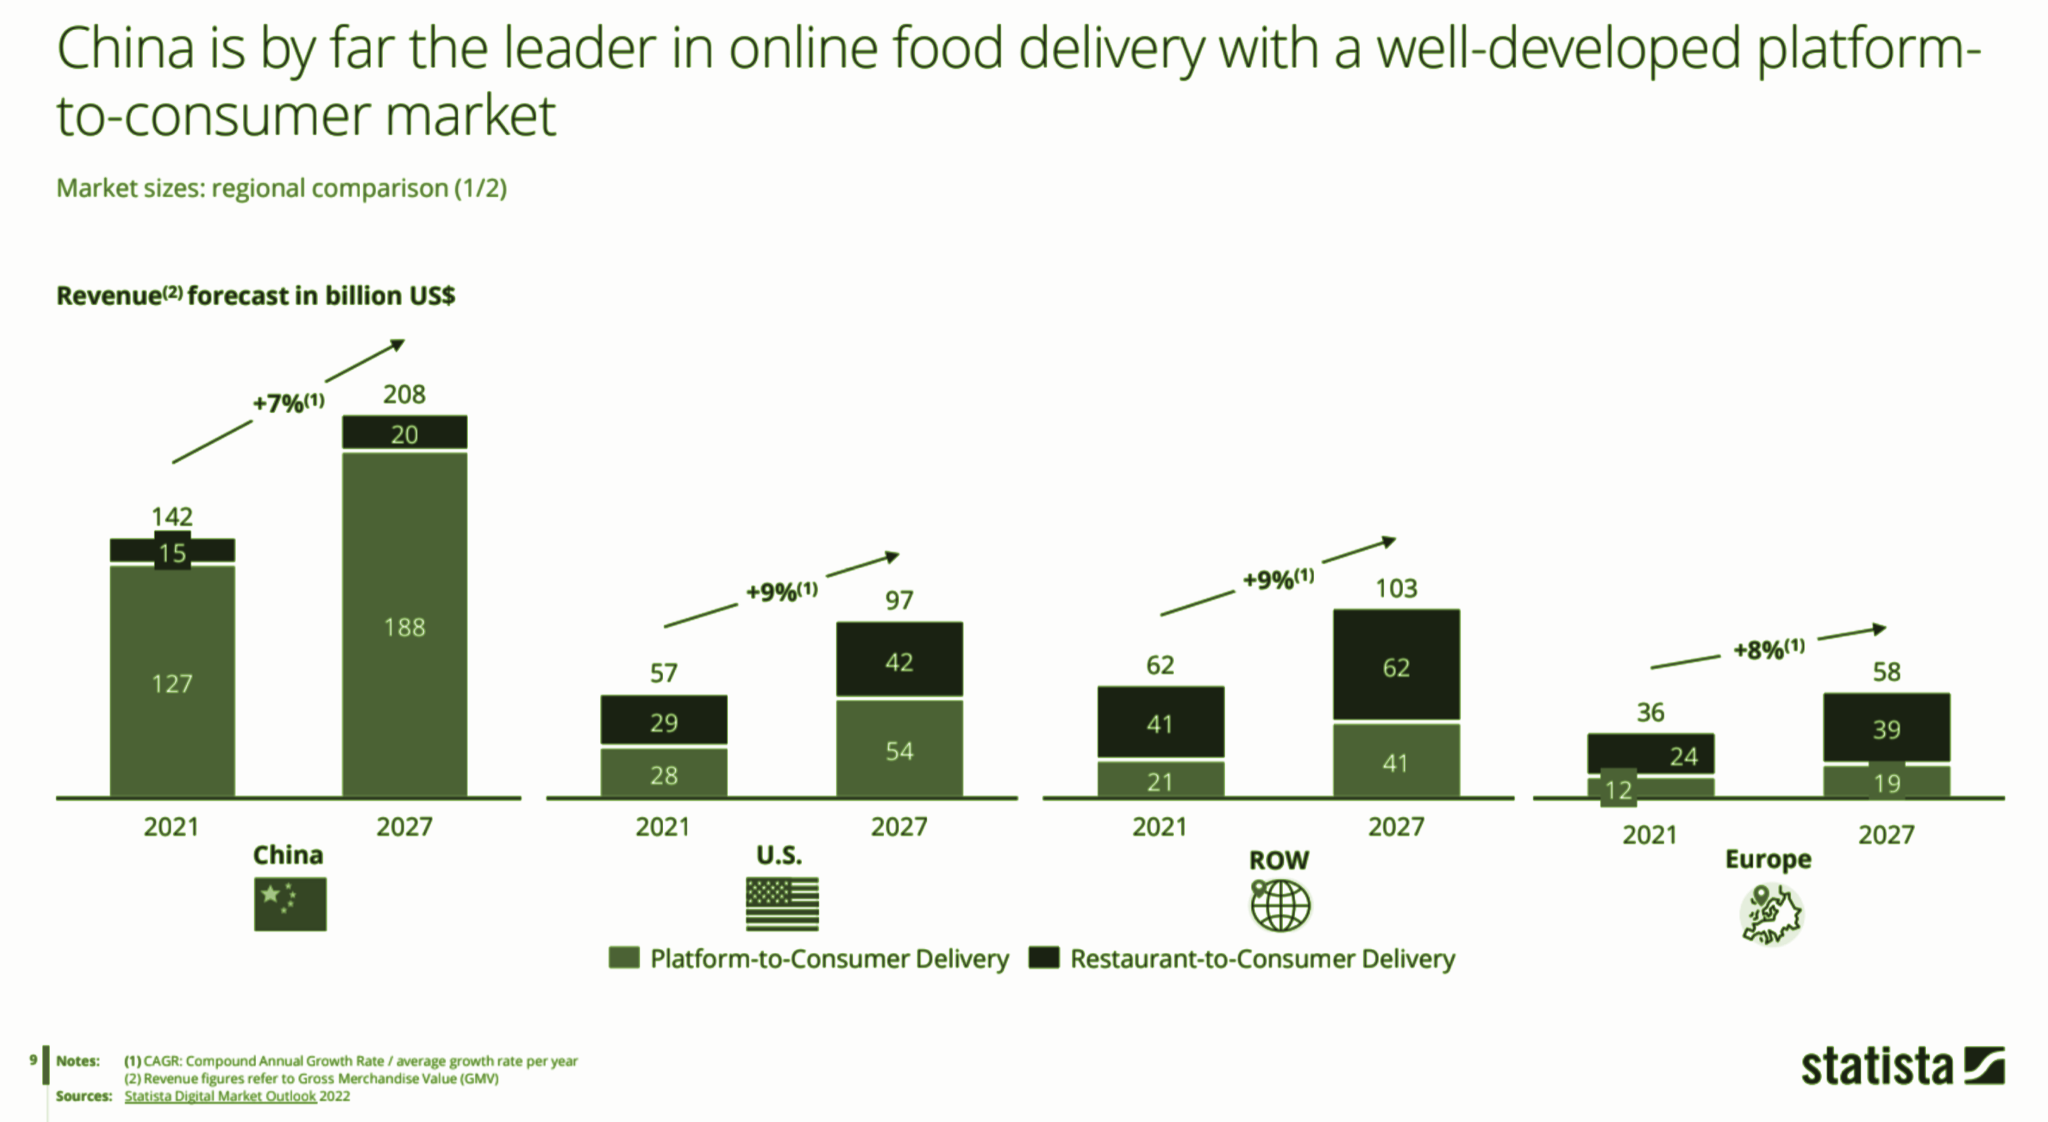 China is by far the leader in online food delivery with a well-developed platform-
to-consumer market
Market sizes: regional comparison (1/2)
Revenue(2) forecast in billion US$
+7%(1)
208
20
188
142
15
127
2021
2027
China
+9%(1)
97
42
54
57
29
28
2021
2027
U.S.
+9%(1)
103
62
41
62
41
21
2021
2027
ROW
+8%(1)
58
39
19
36
24
12
2021
2027
Europe
Platform-to-Consumer Delivery
Restaurant-to-Consumer Delivery
9
Notes: (1) CAGR: Compound Annual Growth Rate / average growth rate per year
(2) Revenue figures refer to Gross Merchandise Value (GMV)
Sources: Statista Digital Market Outlook 2022
statista